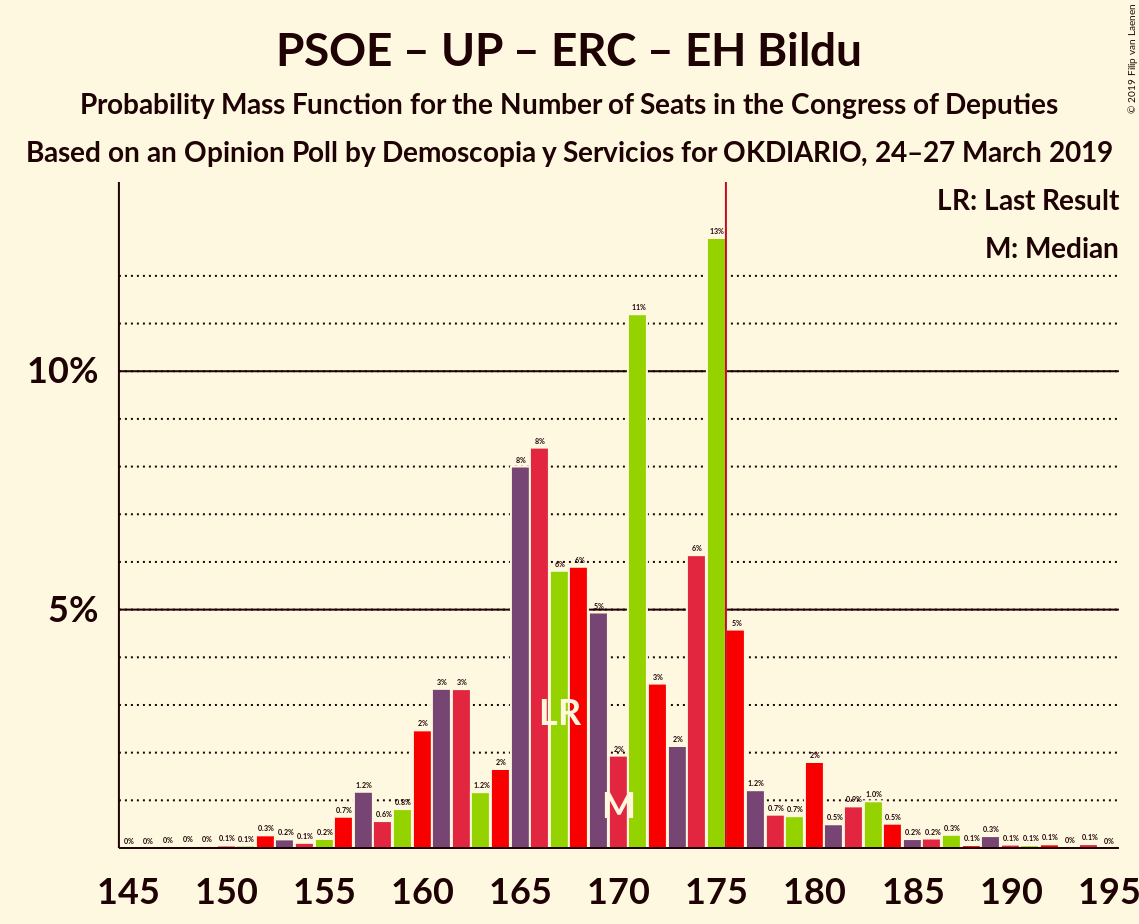 PSOE – UP – ERC – EH Bildu
Probability Mass Function for the Number of Seats in the Congress of Deputies
Based on an Opinion Poll by Demoscopia y Servicios for OKDIARIO, 24–27 March 2019
© 2019 Filip van Laenen
LR: Last Result
M: Median
10%
5%
0% 0% 0% 0% 0% 0.1% 0.1% 0.3% 0.2% 0.1% 0.2% 0.7% 1.2% 0.6% 0.8% 2% 3% 3% 1.2% 2% 8% 8% 6% 6% 5% 2% 11% 3% 2% 6% 13% 5% 1.2% 0.7% 0.7% 2% 0.5% 0.9% 1.0% 0.5% 0.2% 0.2% 0.3% 0.1% 0.3% 0.1% 0.1% 0.1% 0% 0.1% 0%
LR
M
145 150 155 160 165 170 175 180 185 190 195